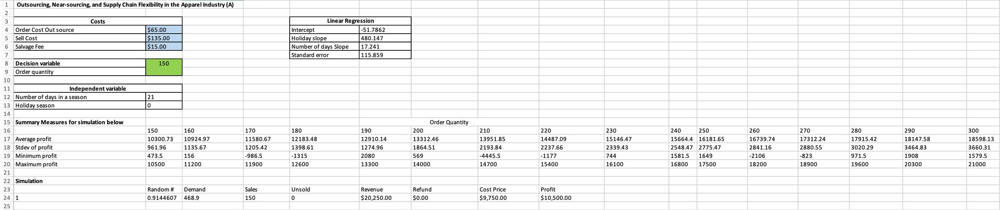 1 Outsourcing, Near-sourcing, and Supply Chain Flexibility in the Apparel Industry (A)
2
3 Costs Linear Regression
4 Order Cost Out source $65.00 Intercept -51.7862
5 Sell Cost $135.00 Holiday slope 480.147
6 Salvage Fee $15.00 Number of days Slope 17.241
7 Standard error 115.859
8 Decision variable 150
9 Order quantity
10
11 Independent variable
12 Number of days in a season 21
13 Holiday season 0
14
15 Summary Measures for simulation below Order Quantity
16 150 160 170 180 190 200 210 220 230 240 250 260 270 280 290 300
17 Average profit 10300.73 10924.97 11580.67 12183.48 12910.14 13312.46 13951.85 14487.09 15146.47 15664.4 16181.65 16739.74 17312.24 17915.42 18147.58 18598.13
18 Stdev of profit 961.96 1135.67 1205.42 1398.61 1274.96 1864.51 2193.84 2237.66 2339.43 2548.47 2775.47 2841.16 2880.55 3020.29 3464.83 3660.31
19 Minimum profit 473.5 156 -986.5 -1315 2080 569 -4445.5 -1177 744 1581.5 1649 -2106 -823 971.5 1908 1579.5
20 Maximum profit 10500 11200 11900 12600 13300 14000 14700 15400 16100 16800 17500 18200 18900 19600 20300 21000
21
22 Simulation
23 Random # Demand Sales Unsold Revenue Refund Cost Price Profit
24 1 0.9144607 468.9 150 0 $20,250.00 $0.00 $9,750.00 $10,500.00
25